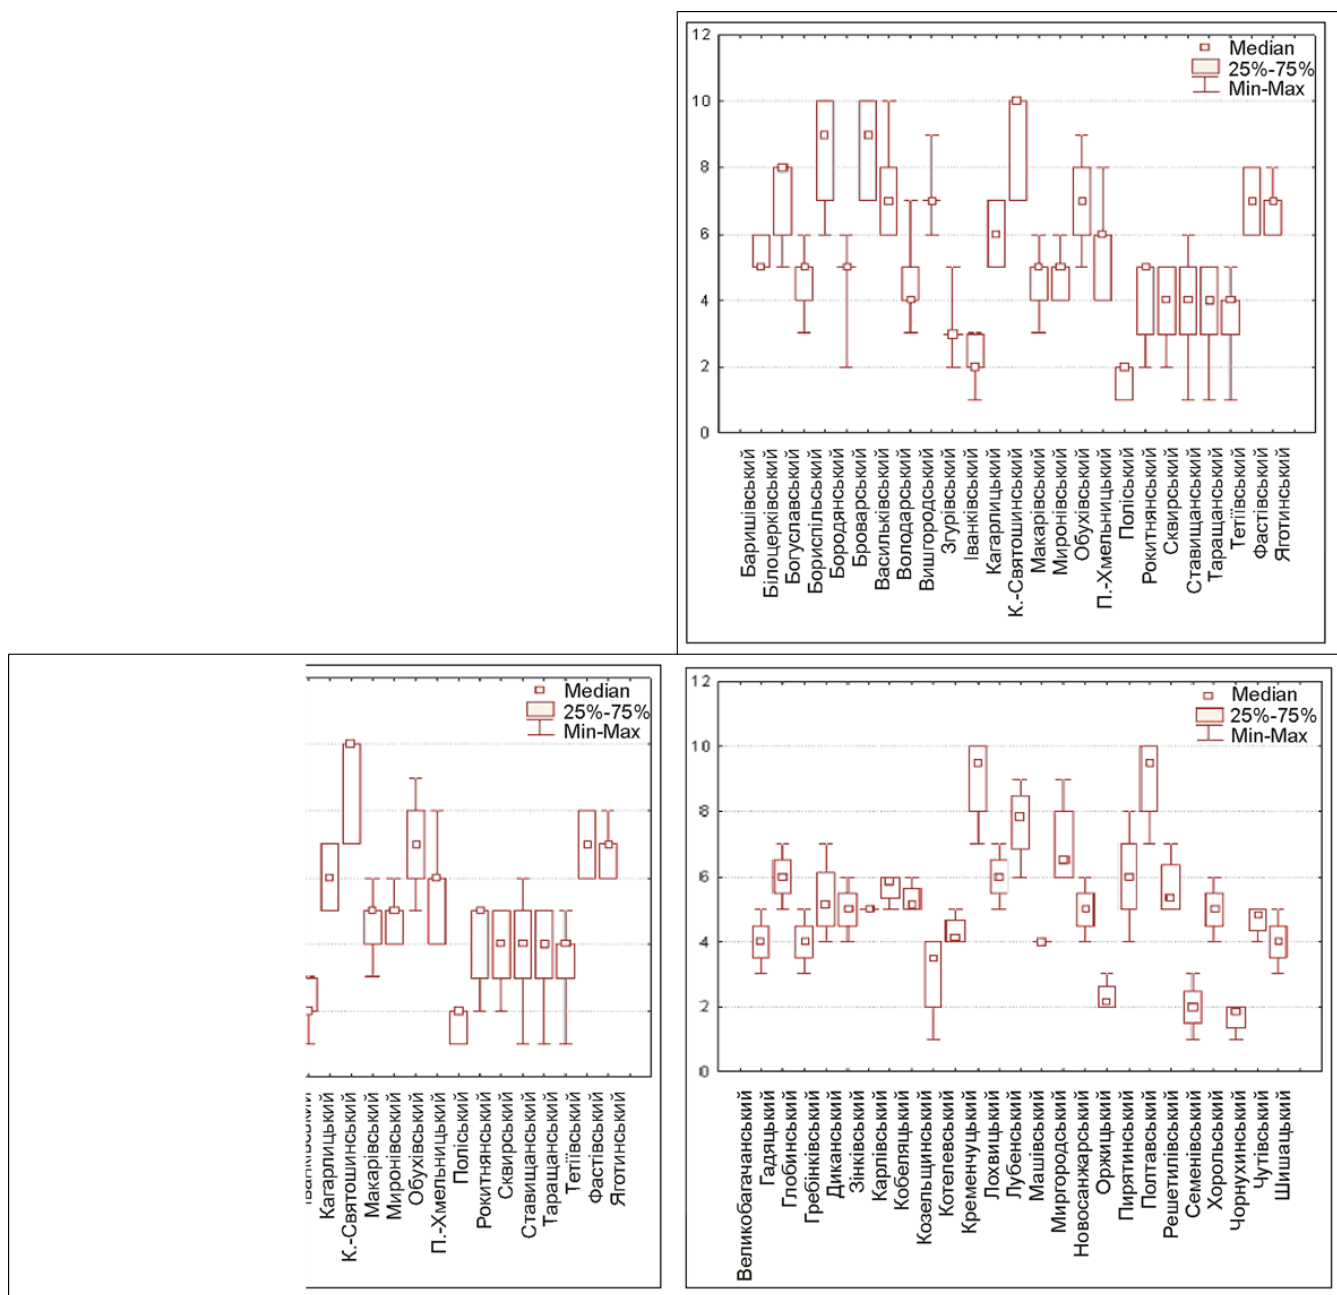 12
10
8
6
4
2
0
Median
25%-75%
Min-Max
Баришівський
Білоцерківський
Богуславський
Бориспільський
Бородянський
Броварський
Васильківський
Володарський
Вишгородський
Згурівський
Іванківський
Кагарлицький
К.-Святошинський
Макарівський
Миронівський
Обухівський
П.-Хмельницький
Поліський
Рокитнянський
Сквирський
Ставищанський
Таращанський
Тетіївський
Фастівський
Яготинський
Median
25%-75%
Min-Max
Кагарлицький
К.-Святошинський
Макарівський
Миронівський
Обухівський
П.-Хмельницький
Поліський
Рокитнянський
Сквирський
Ставищанський
Таращанський
Тетіївський
Фастівський
Яготинський
12
10
8
6
4
2
0
Median
25%-75%
Min-Max
Великобагачанський
Гадяцький
Глобинський
Гребінківський
Диканський
Зінківський
Карлівський
Кобеляцький
Козельщинський
Котелевський
Кременчуцький
Лохвицький
Лубенський
Машівський
Миргородський
Новосанжарський
Оржицький
Пирятинський
Полтавський
Решетилівський
Семенівський
Хорольський
Чорнухинський
Чутівський
Шишацький